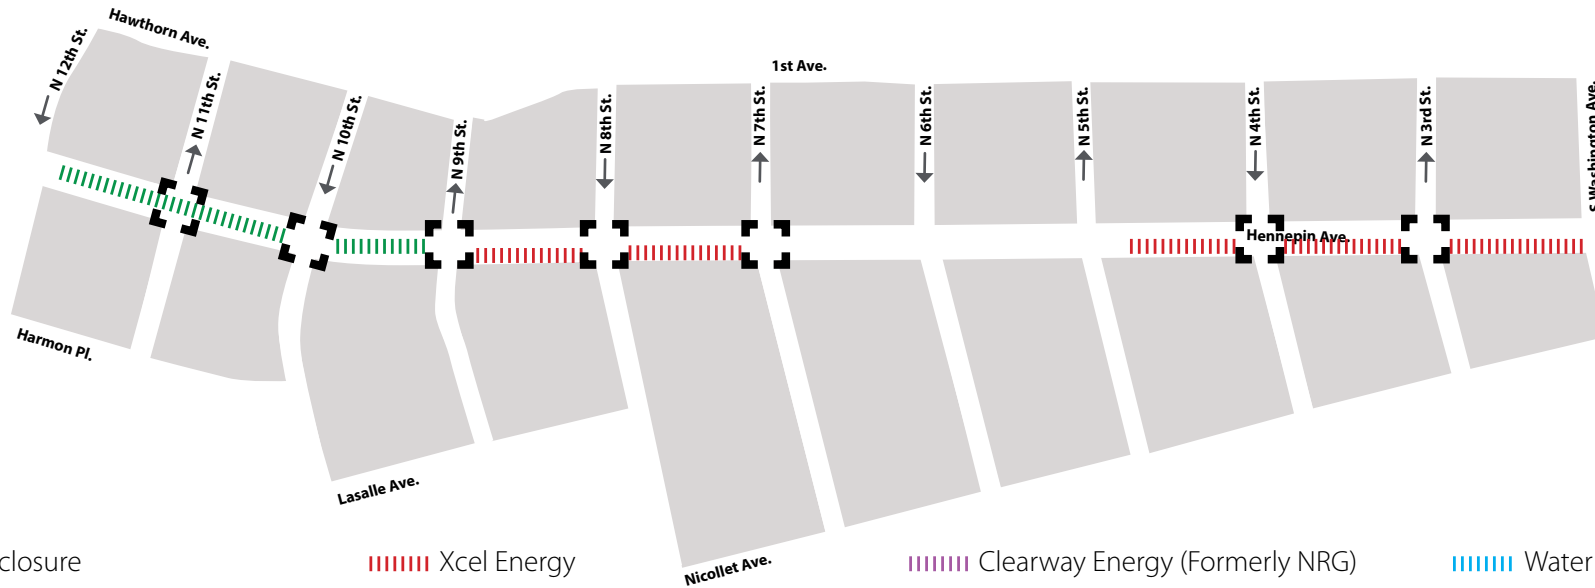 Hawthorn Ave.
N 12th St.
N 11th St.
N 10th St.
N 9th St.
N 8th St.
1st Ave.
N 7th St.
N 6th St.
N 5th St.
N 4th St.
N 3rd St.
S Washington Ave.
Hennepin Ave.
Harmon Pl.
Lasalle Ave.
Nicollet Ave.
closure
Xcel Energy
Clearway Energy (Formerly NRG)
Water